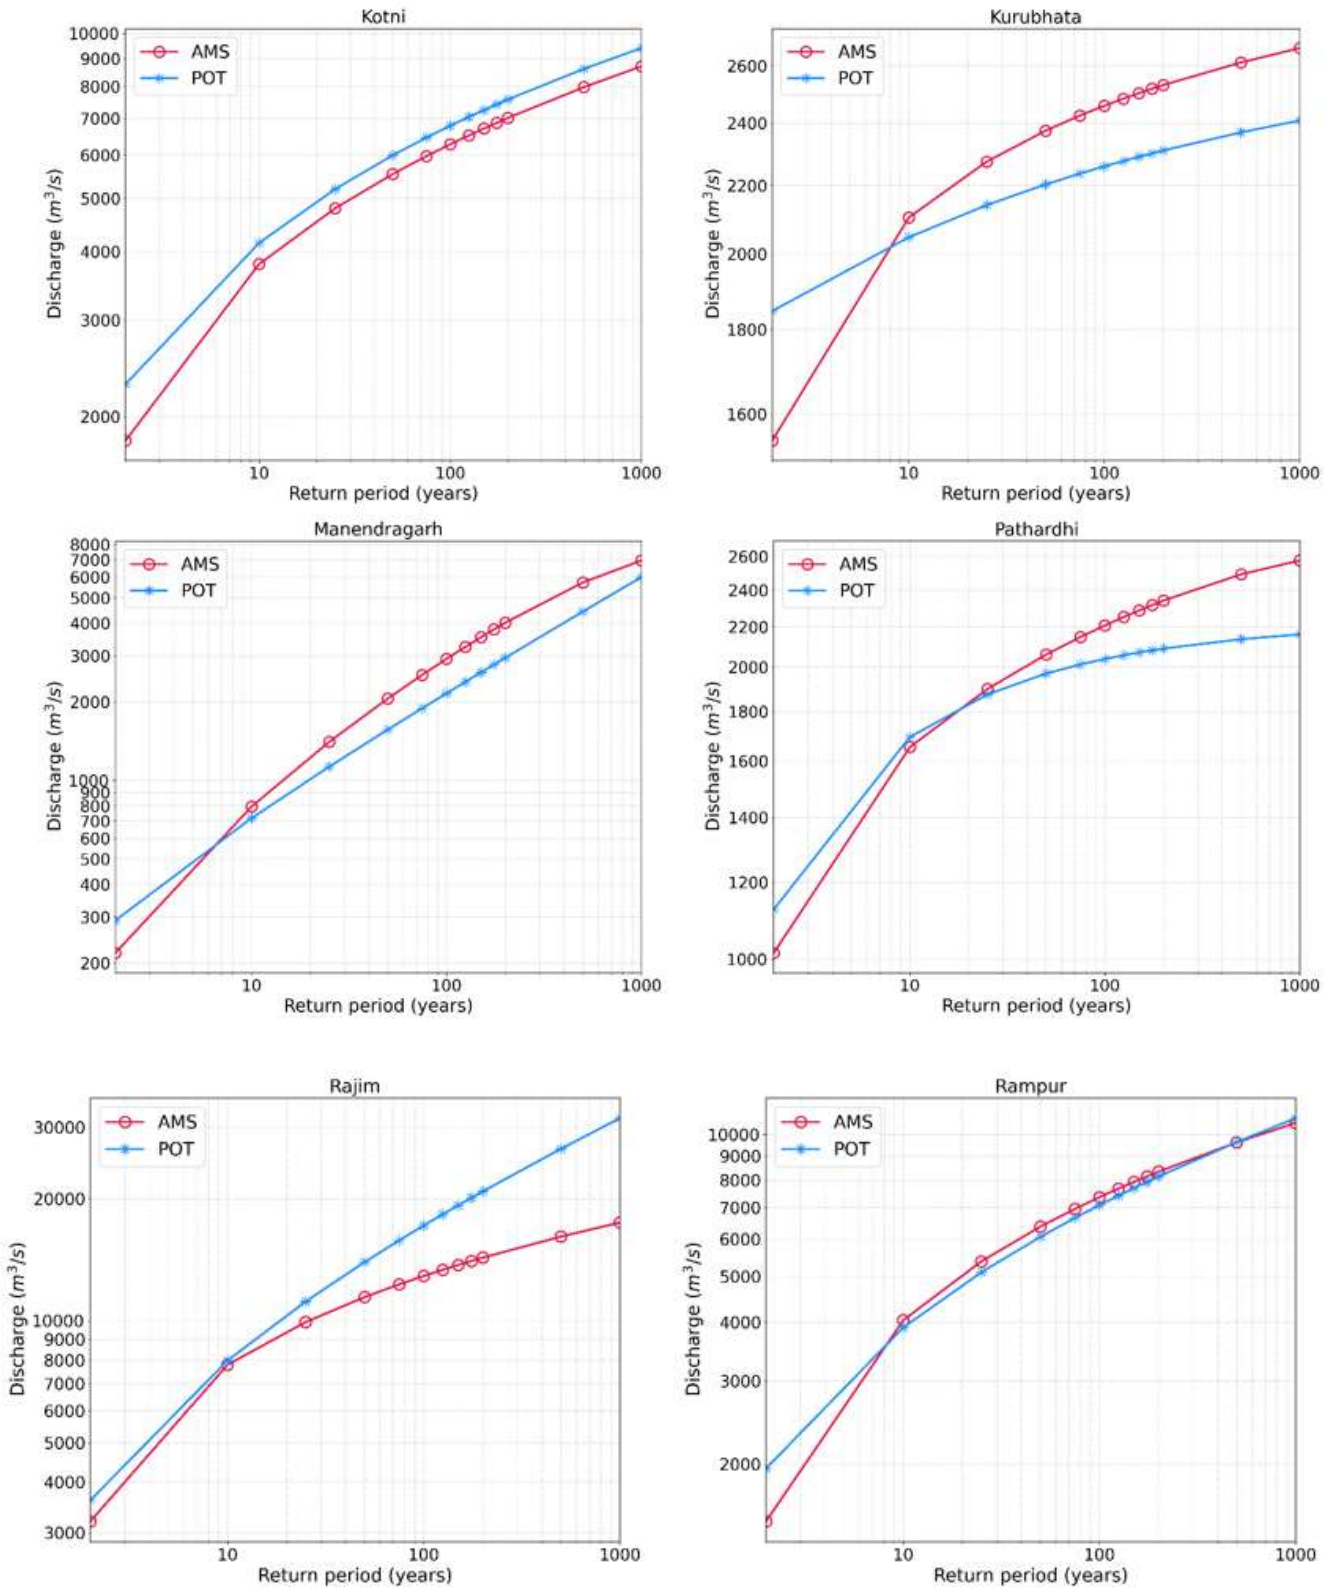 Kotni
AMS
POT
10000
9000
8000
7000
6000
5000
4000
3000
2000
Discharge (m³/s)
10
100
1000
Return period (years)
Kurubhata
AMS
POT
2600
2400
2200
2000
1800
1600
Discharge (m³/s)
10
100
1000
Return period (years)
Manendragarh
AMS
POT
8000
7000
6000
5000
4000
3000
2000
1000
900
800
700
600
500
400
300
200
Discharge (m³/s)
10
100
1000
Return period (years)
Pathardhi
AMS
POT
2600
2400
2200
2000
1800
1600
1400
1200
1000
Discharge (m³/s)
10
100
1000
Return period (years)
Rajim
AMS
POT
30000
20000
10000
9000
8000
7000
6000
5000
4000
3000
Discharge (m³/s)
10
100
1000
Return period (years)
Rampur
AMS
POT
10000
9000
8000
7000
6000
5000
4000
3000
2000
Discharge (m³/s)
10
100
1000
Return period (years)